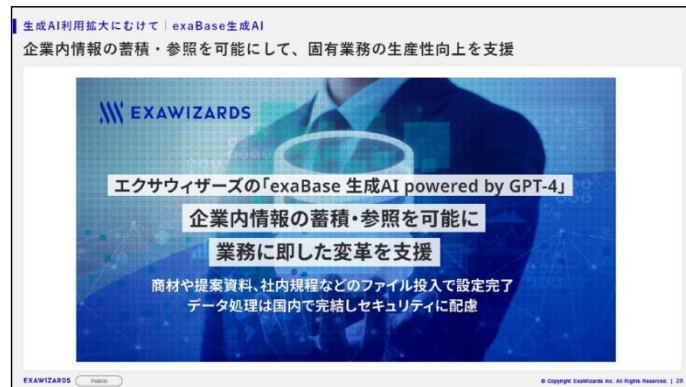 生成AI利用拡大にむけて｜exaBase生成AI
企業内情報の蓄積・参照を可能にして、固有業務の生産性向上を支援
EXAWIZARDS
エクサウィザーズの「exaBase 生成AI powered by GPT-4」
企業内情報の蓄積・参照を可能に
業務に即した変革を支援
商材や提案資料、社内規程などのファイル投入で設定完了
データ処理は国内で完結しセキュリティに配慮
EXAWIZARDS Public
© Copyright ExaWizards Inc. All Rights Reserved. | 29